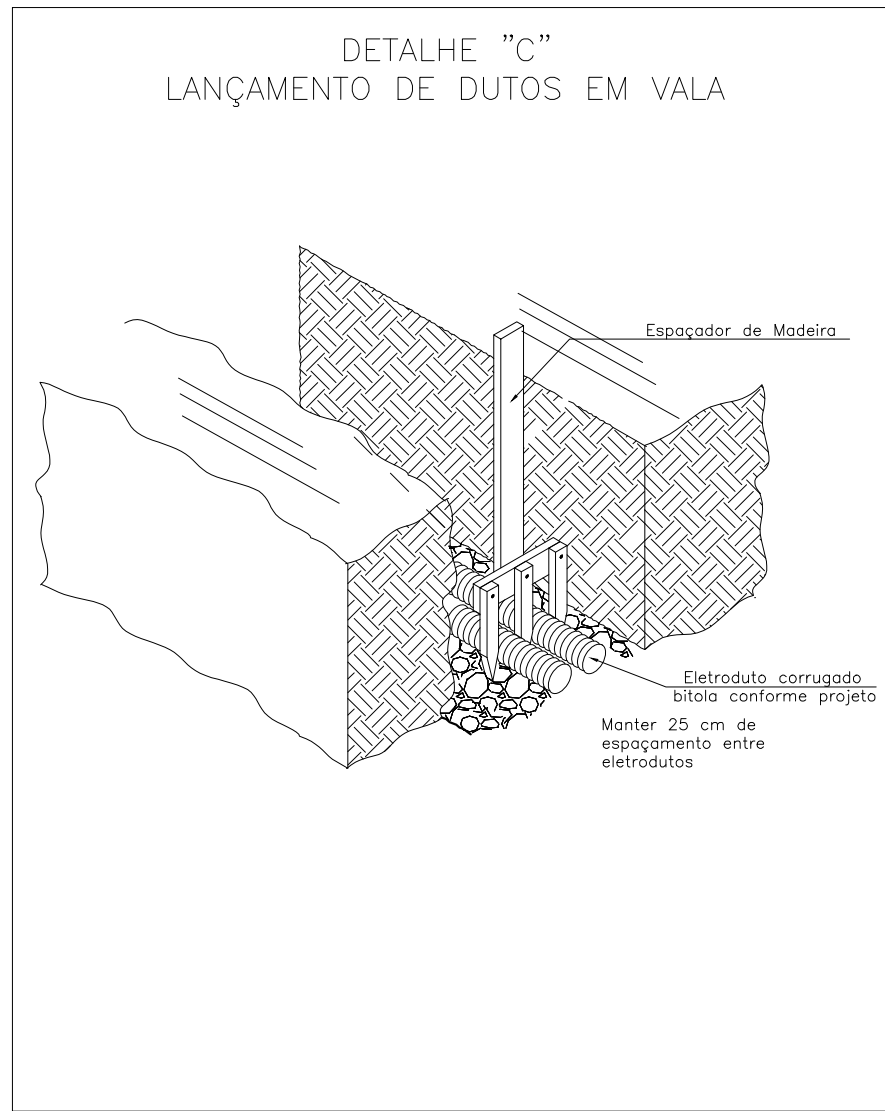 DETALHE "C"
LANÇAMENTO DE DUTOS EM VALA
Espaçador de Madeira
Eletroduto corrugado
bitola conforme projeto
Manter 25 cm de
espaçamento entre
eletrodutos